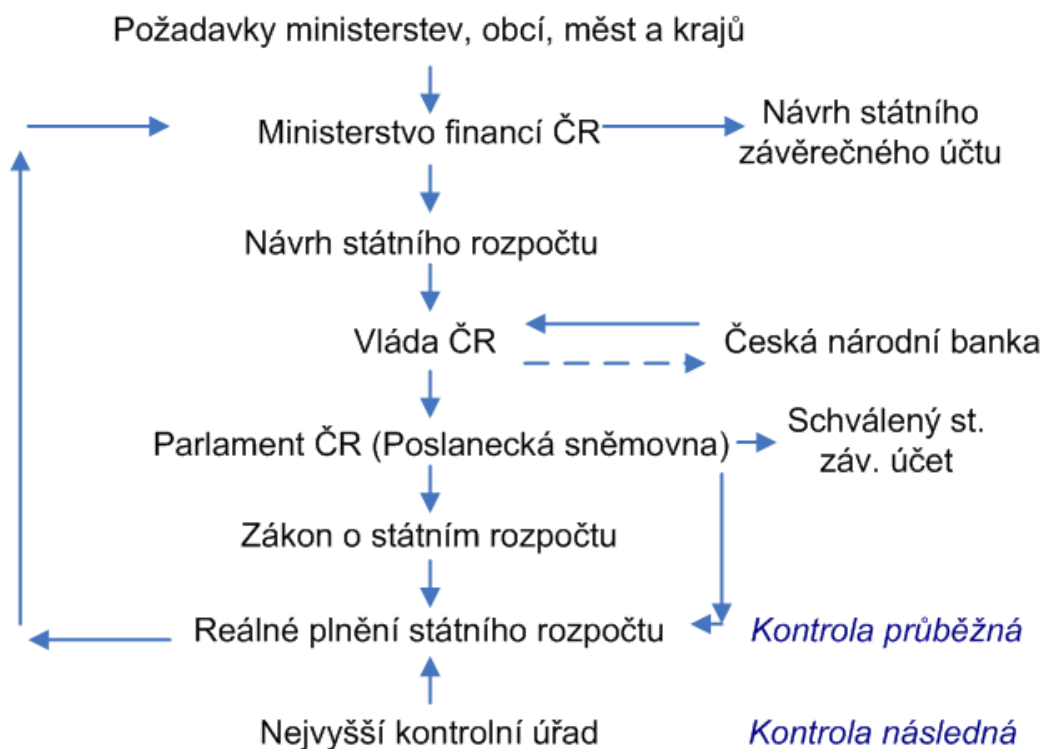 Požadavky ministerstev, obcí, měst a krajů
Ministerstvo financí ČR
Návrh státního
závěrečného účtu
Návrh státního rozpočtu
Vláda ČR
Česká národní banka
Parlament ČR (Poslanecká sněmovna)
Schválený st.
záv. účet
Zákon o státním rozpočtu
Reálné plnění státního rozpočtu
Kontrola průběžná
Nejvyšší kontrolní úřad
Kontrola následná